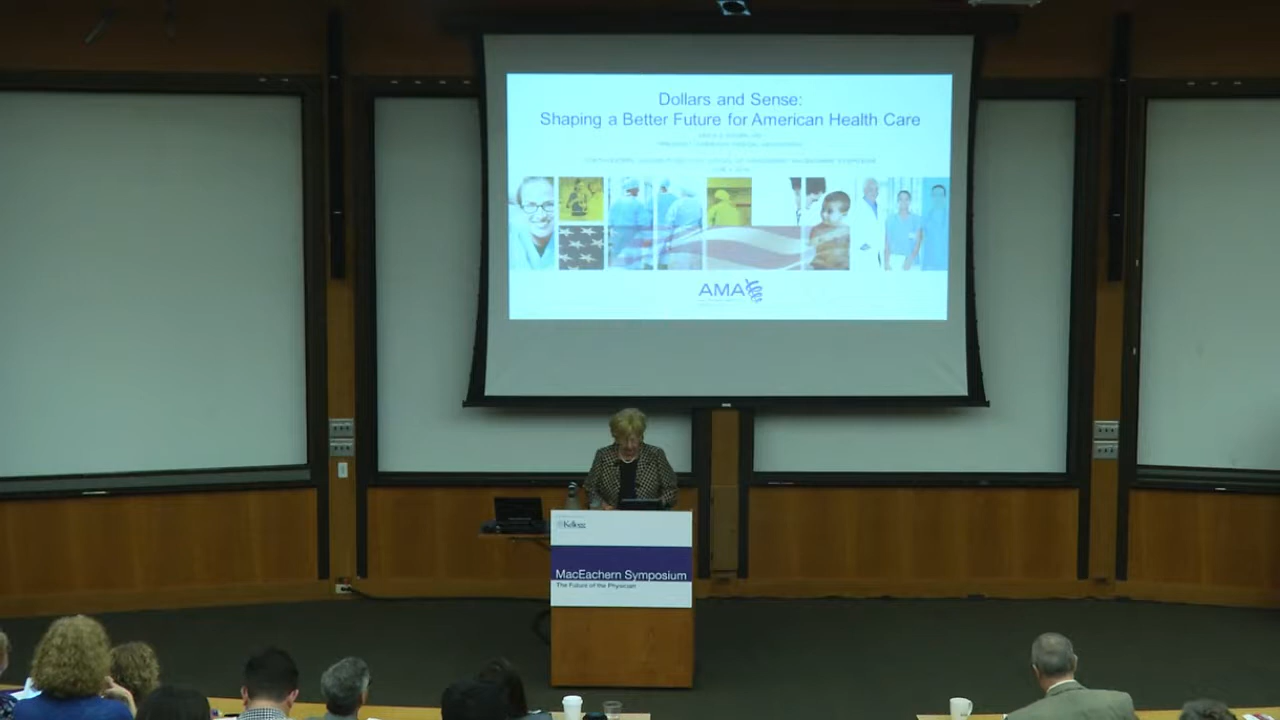 Dollars and Sense:
Shaping a Better Future for American Health Care
AMA
Kellogg
MacEachern Symposium
The Future of the Physician